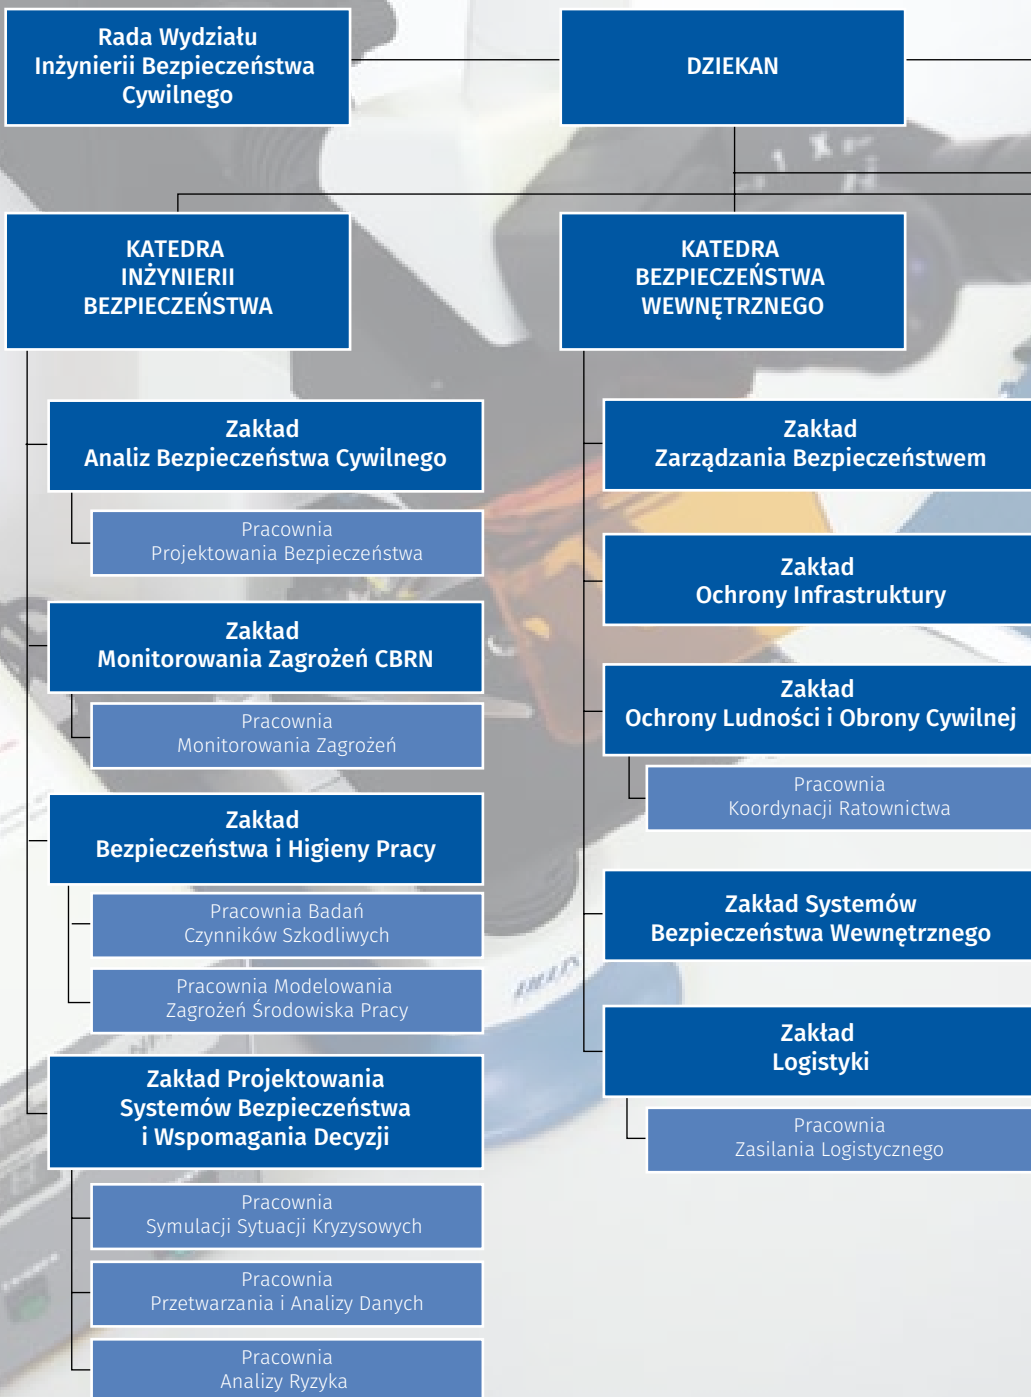 Rada Wydziału
Inżynierii Bezpieczeństwa
Cywilnego
DZIEKAN
KATEDRA
INŻYNIERII
BEZPIECZEŃSTWA
Zakład
Analiz Bezpieczeństwa Cywilnego
Pracownia
Projektowania Bezpieczeństwa
Zakład
Monitorowania Zagrożeń CBRN
Pracownia
Monitorowania Zagrożeń
Zakład
Bezpieczeństwa i Higieny Pracy
Pracownia Badań
Czynników Szkodliwych
Pracownia Modelowania
Zagrożeń Środowiska Pracy
Zakład Projektowania
Systemów Bezpieczeństwa
i Wspomagania Decyzji
Pracownia
Symulacji Sytuacji Kryzysowych
Pracownia
Przetwarzania i Analizy Danych
Pracownia
Analizy Ryzyka
KATEDRA
BEZPIECZEŃSTWA
WEWNĘTRZNEGO
Zakład
Zarządzania Bezpieczeństwem
Zakład
Ochrony Infrastruktury
Zakład
Ochrony Ludności i Obrony Cywilnej
Pracownia
Koordynacji Ratownictwa
Zakład Systemów
Bezpieczeństwa Wewnętrznego
Zakład
Logistyki
Pracownia
Zasilania Logistycznego